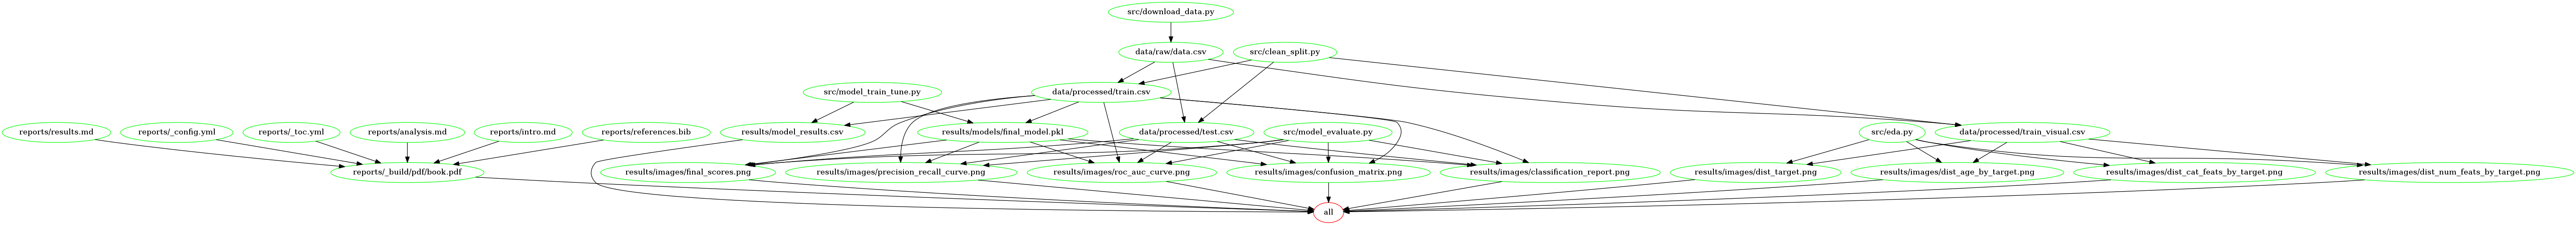 src/download_data.py
data/raw/data.csv
src/clean_split.py
src/model_train_tune.py
data/processed/train.csv
reports/results.md
reports/_config.yml
reports/_toc.yml
reports/analysis.md
reports/intro.md
reports/references.bib
results/model_results.csv
results/models/final_model.pkl
data/processed/test.csv
src/model_evaluate.py
src/eda.py
data/processed/train_visual.csv
reports/_build/pdf/book.pdf
results/images/final_scores.png
results/images/precision_recall_curve.png
results/images/roc_auc_curve.png
results/images/confusion_matrix.png
results/images/classification_report.png
results/images/dist_target.png
results/images/dist_age_by_target.png
results/images/dist_cat_feats_by_target.png
results/images/dist_num_feats_by_target.png
all